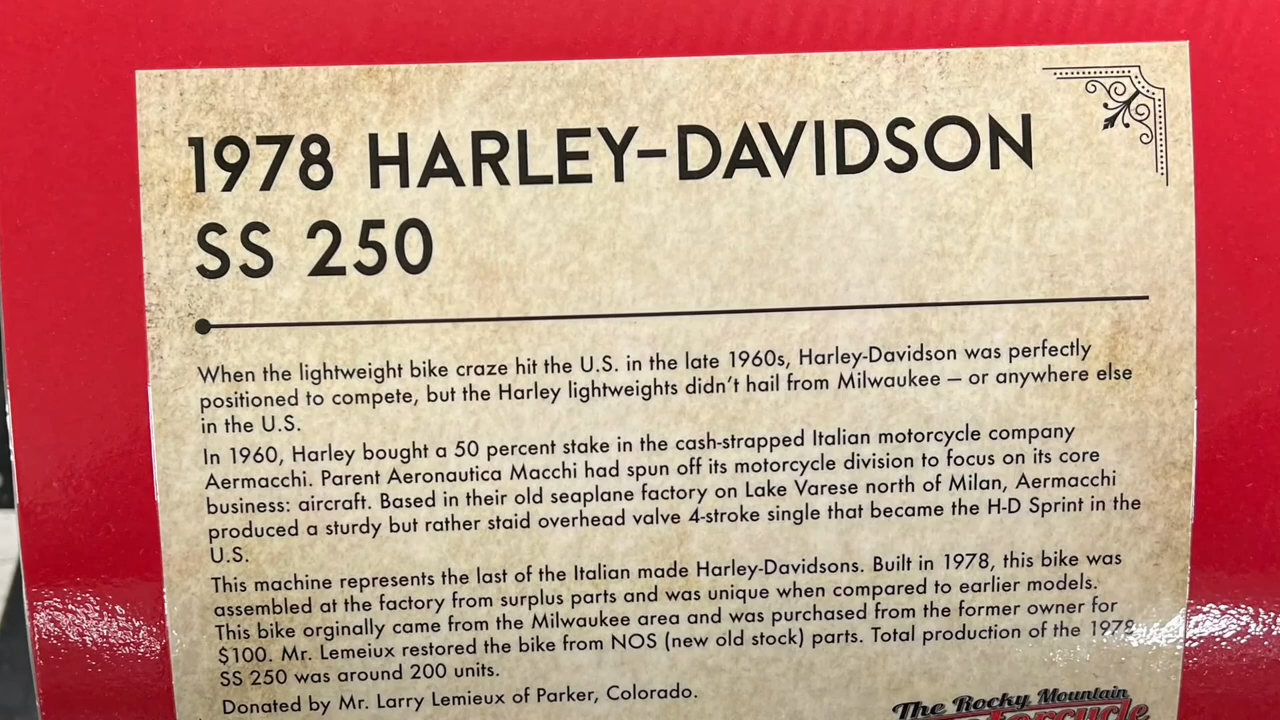 1978 HARLEY-DAVIDSON
SS 250
When the lightweight bike craze hit the U.S. in the late 1960s, Harley-Davidson was perfectly
positioned to compete, but the Harley lightweights didn't hail from Milwaukee – or anywhere else
in the U.S.
In 1960, Harley bought a 50 percent stake in the cash-strapped Italian motorcycle company
Aermacchi. Parent Aeronautica Macchi had spun off its motorcycle division to focus on its core
business: aircraft. Based in their old seaplane factory on Lake Varese north of Milan, Aermacchi
produced a sturdy but rather staid overhead valve 4-stroke single that became the H-D Sprint in the
U.S.
This machine represents the last of the Italian made Harley-Davidsons. Built in 1978, this bike was
assembled at the factory from surplus parts and was unique when compared to earlier models.
This bike orginally came from the Milwaukee area and was purchased from the former owner for
$100. Mr. Lemeiux restored the bike from NOS (new old stock) parts. Total production of the 1978
SS 250 was around 200 units.
Donated by Mr. Larry Lemieux of Parker, Colorado.
The Rocky Mountain
Motorcycle